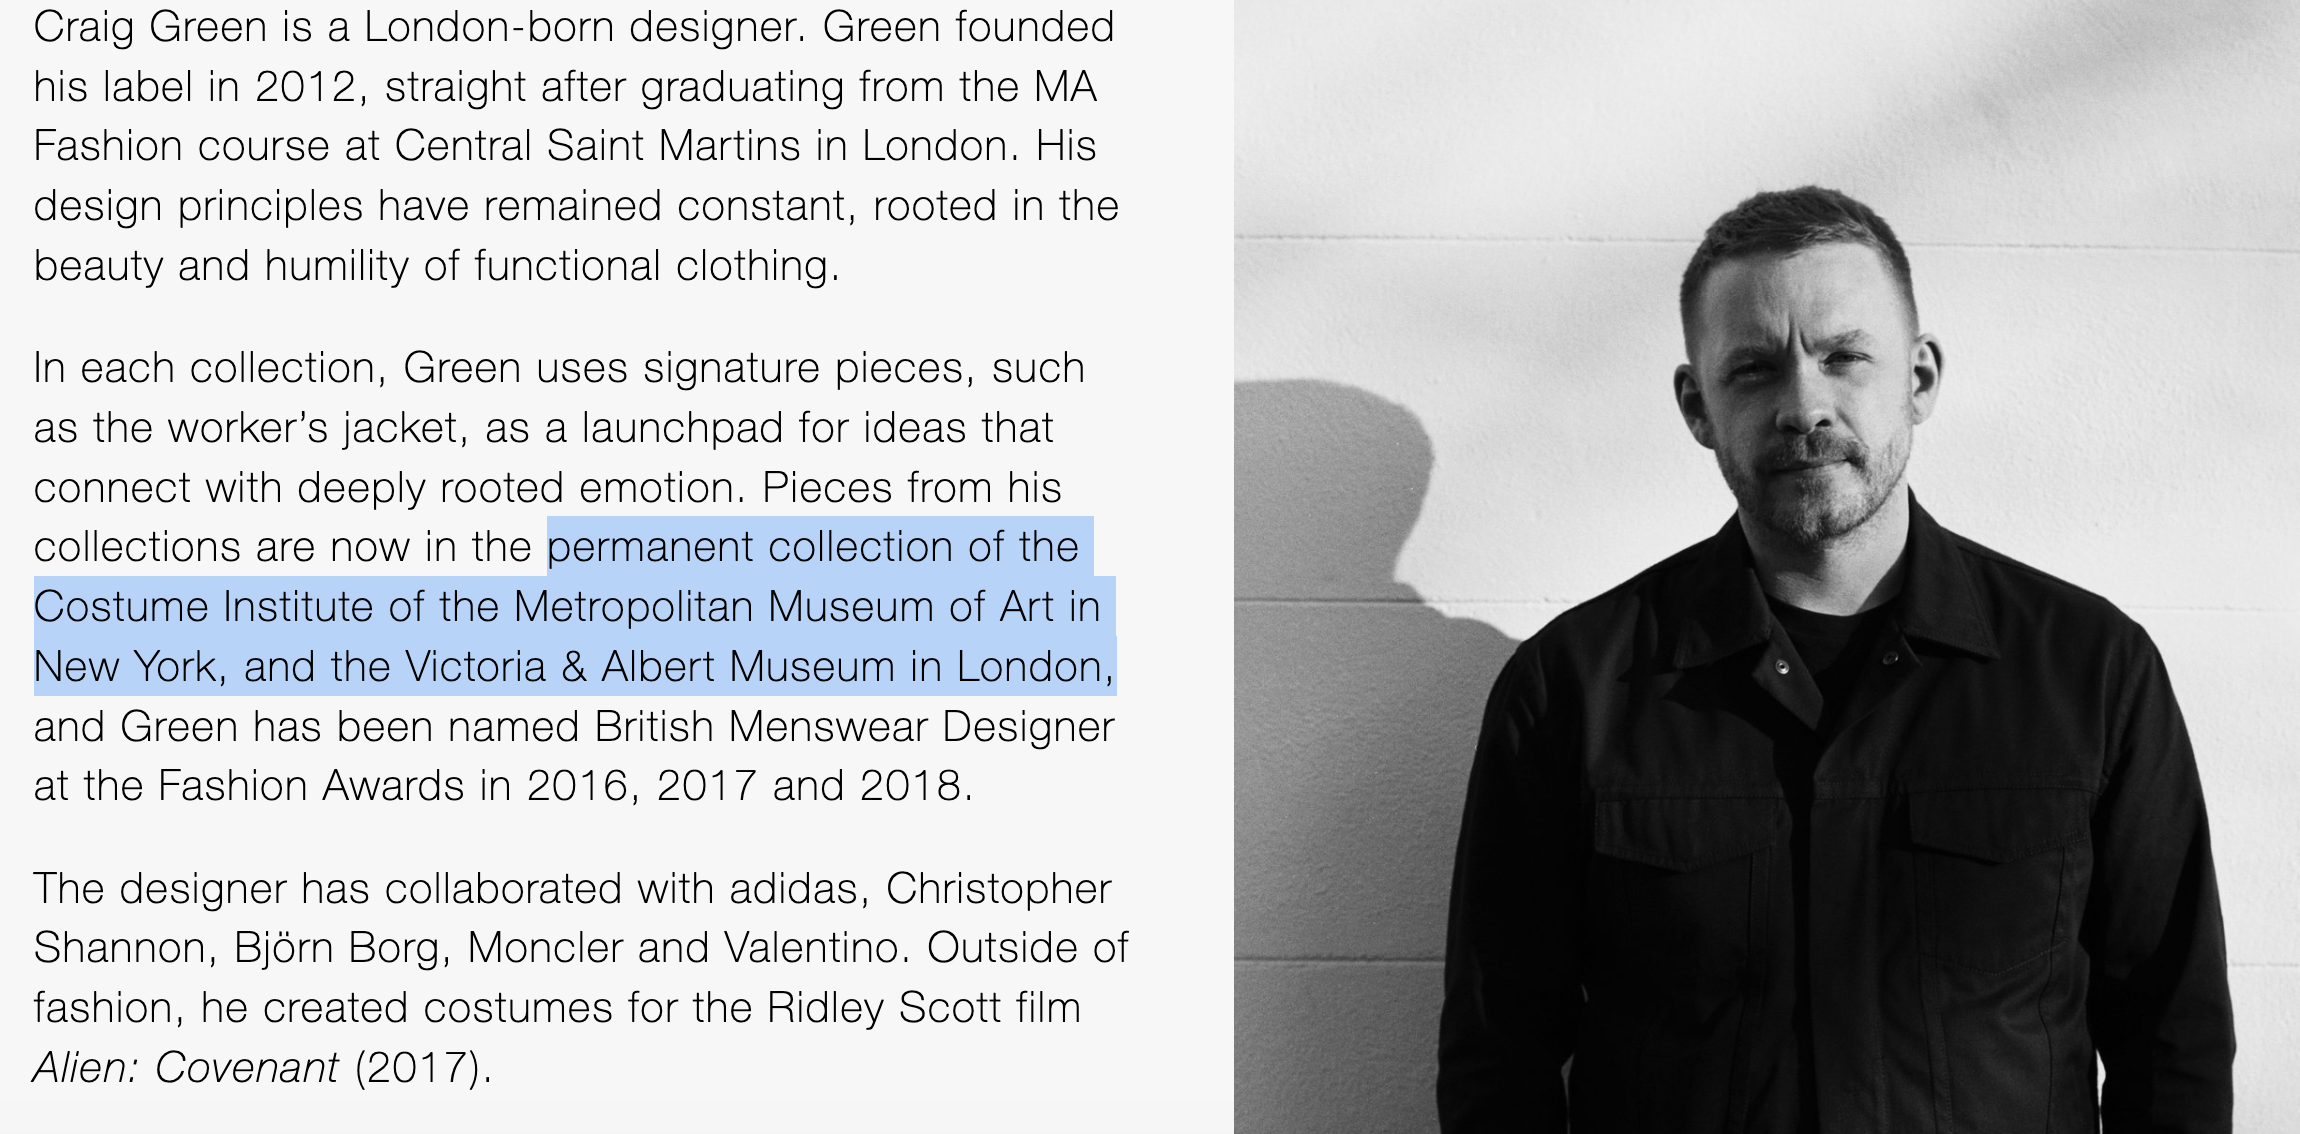 Craig Green is a London-born designer. Green founded
his label in 2012, straight after graduating from the MA
Fashion course at Central Saint Martins in London. His
design principles have remained constant, rooted in the
beauty and humility of functional clothing.
In each collection, Green uses signature pieces, such
as the worker’s jacket, as a launchpad for ideas that
connect with deeply rooted emotion. Pieces from his
collections are now in the permanent collection of the
Costume Institute of the Metropolitan Museum of Art in
New York, and the Victoria & Albert Museum in London,
and Green has been named British Menswear Designer
at the Fashion Awards in 2016, 2017 and 2018.
The designer has collaborated with adidas, Christopher
Shannon, Björn Borg, Moncler and Valentino. Outside of
fashion, he created costumes for the Ridley Scott film
Alien: Covenant (2017).